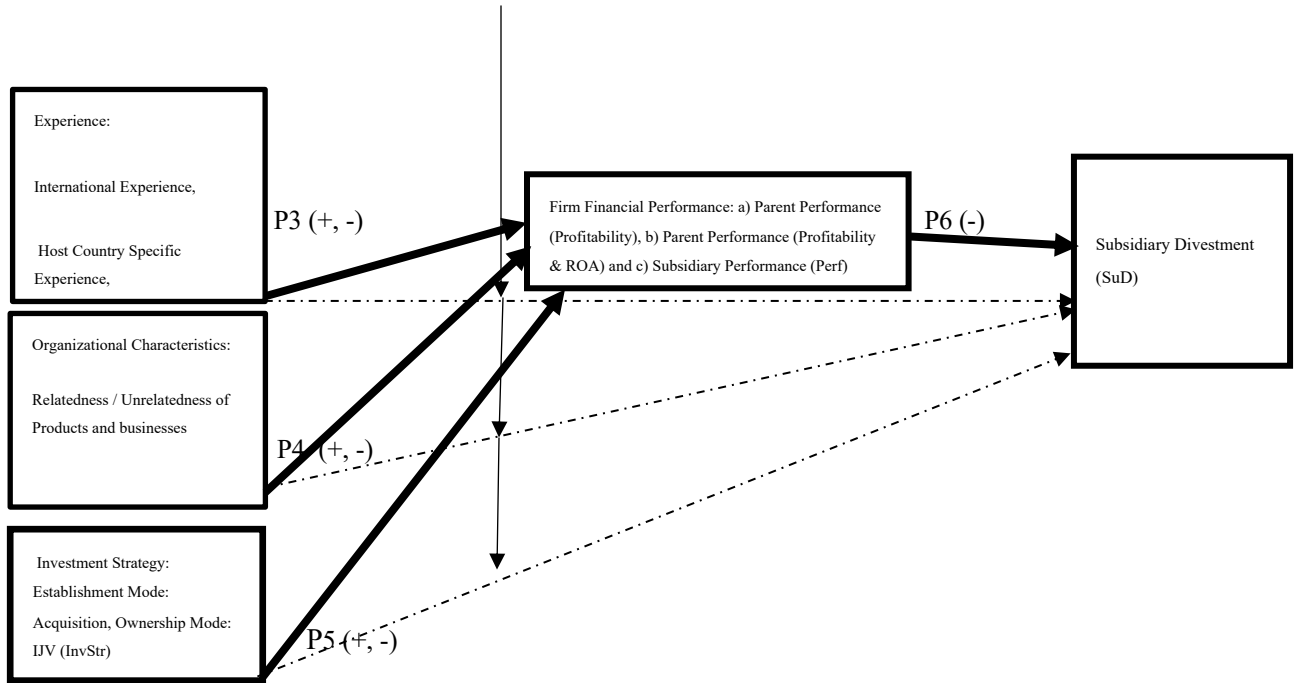 Experience:
International Experience,
Host Country Specific
Experience,
P3 (+, -)
Firm Financial Performance: a) Parent Performance
(Profitability), b) Parent Performance (Profitability
& ROA) and c) Subsidiary Performance (Perf)
P6 (-)
Subsidiary Divestment
(SuD)
Organizational Characteristics:
Relatedness / Unrelatedness of
Products and businesses
P4 (+, -)
Investment Strategy:
Establishment Mode:
Acquisition, Ownership Mode:
IJV (InvStr)
P5 (+, -)